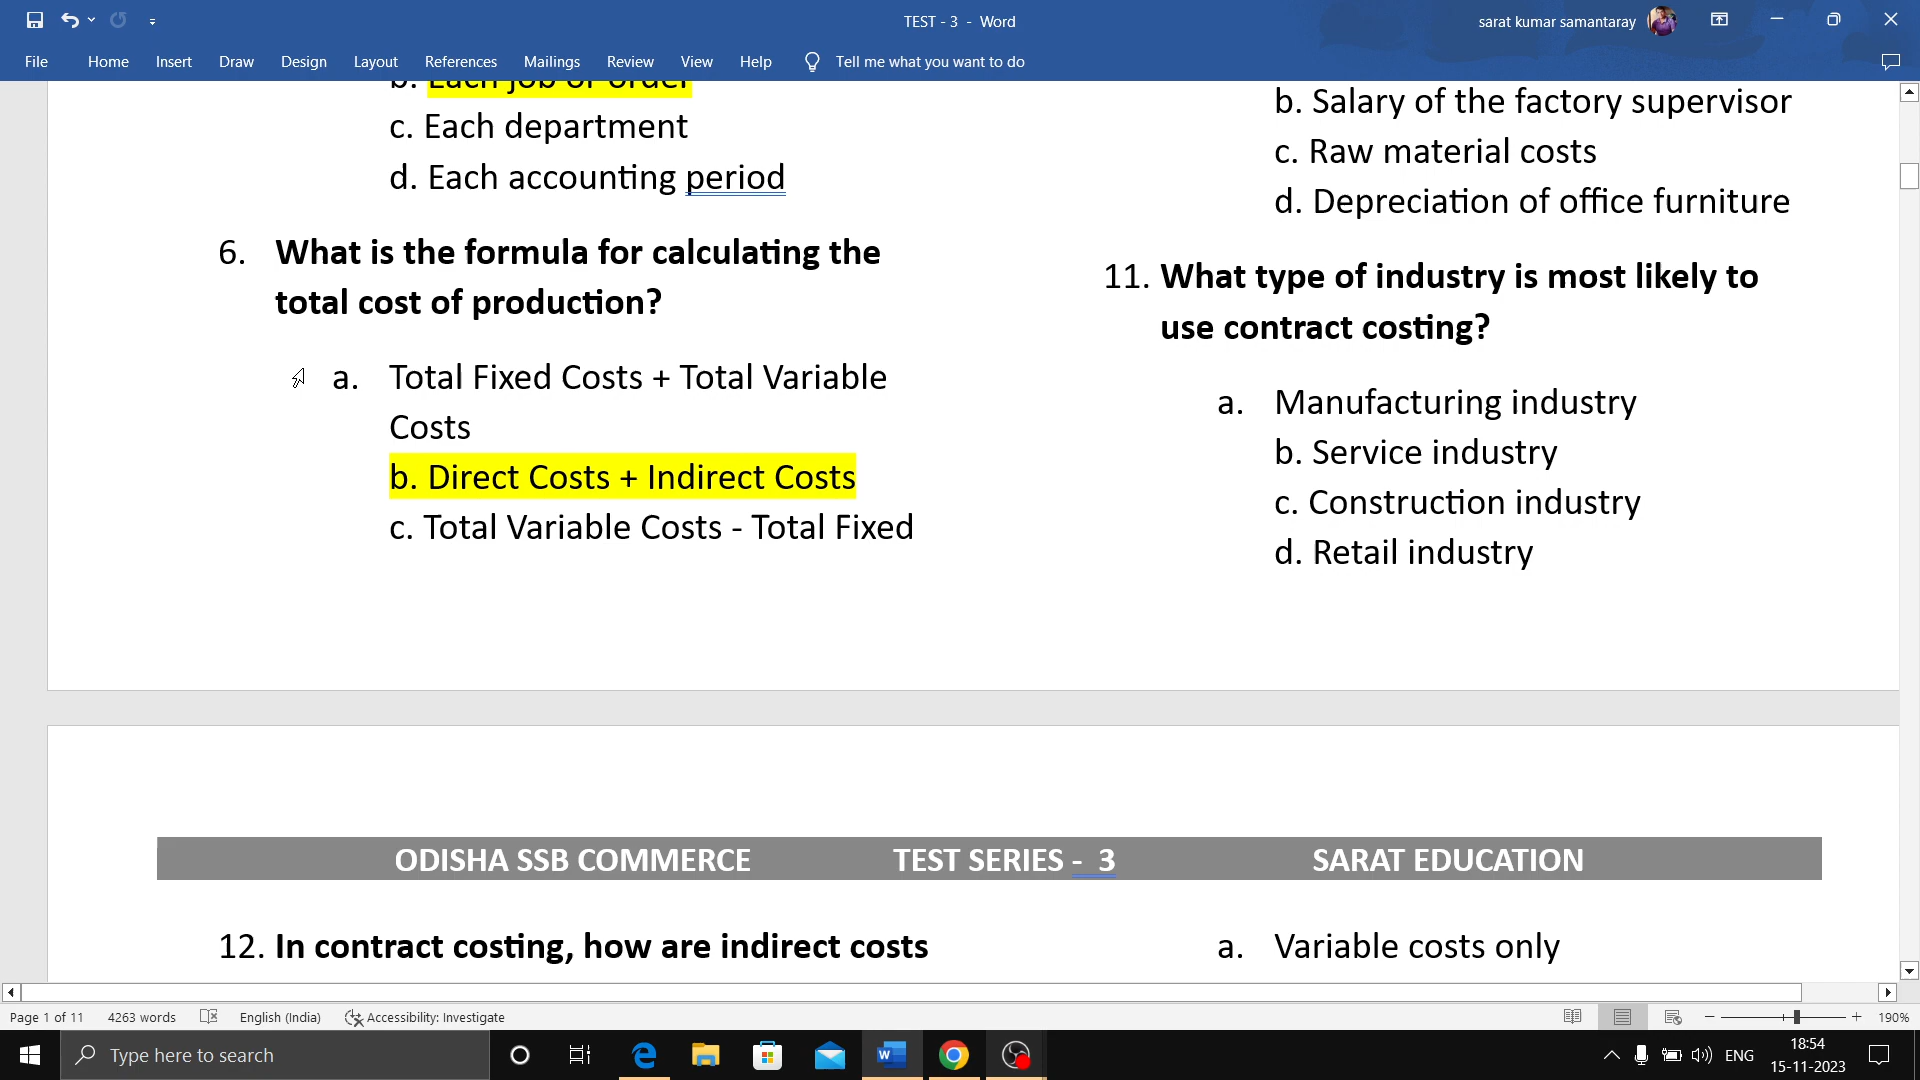 TEST - 3 - Word
sarat kumar samantaray
File Home Insert Draw Design Layout References Mailings Review View Help Tell me what you want to do
b. Each job or order
c. Each department
d. Each accounting period
6. What is the formula for calculating the
total cost of production?
a. Total Fixed Costs + Total Variable
Costs
b. Direct Costs + Indirect Costs
c. Total Variable Costs - Total Fixed
b. Salary of the factory supervisor
c. Raw material costs
d. Depreciation of office furniture
11. What type of industry is most likely to
use contract costing?
a. Manufacturing industry
b. Service industry
c. Construction industry
d. Retail industry
ODISHA SSB COMMERCE TEST SERIES - 3 SARAT EDUCATION
12. In contract costing, how are indirect costs
a. Variable costs only
Page 1 of 11 4263 words English (India) Accessibility: Investigate 190%
Type here to search
W
ENG
18:54
15-11-2023